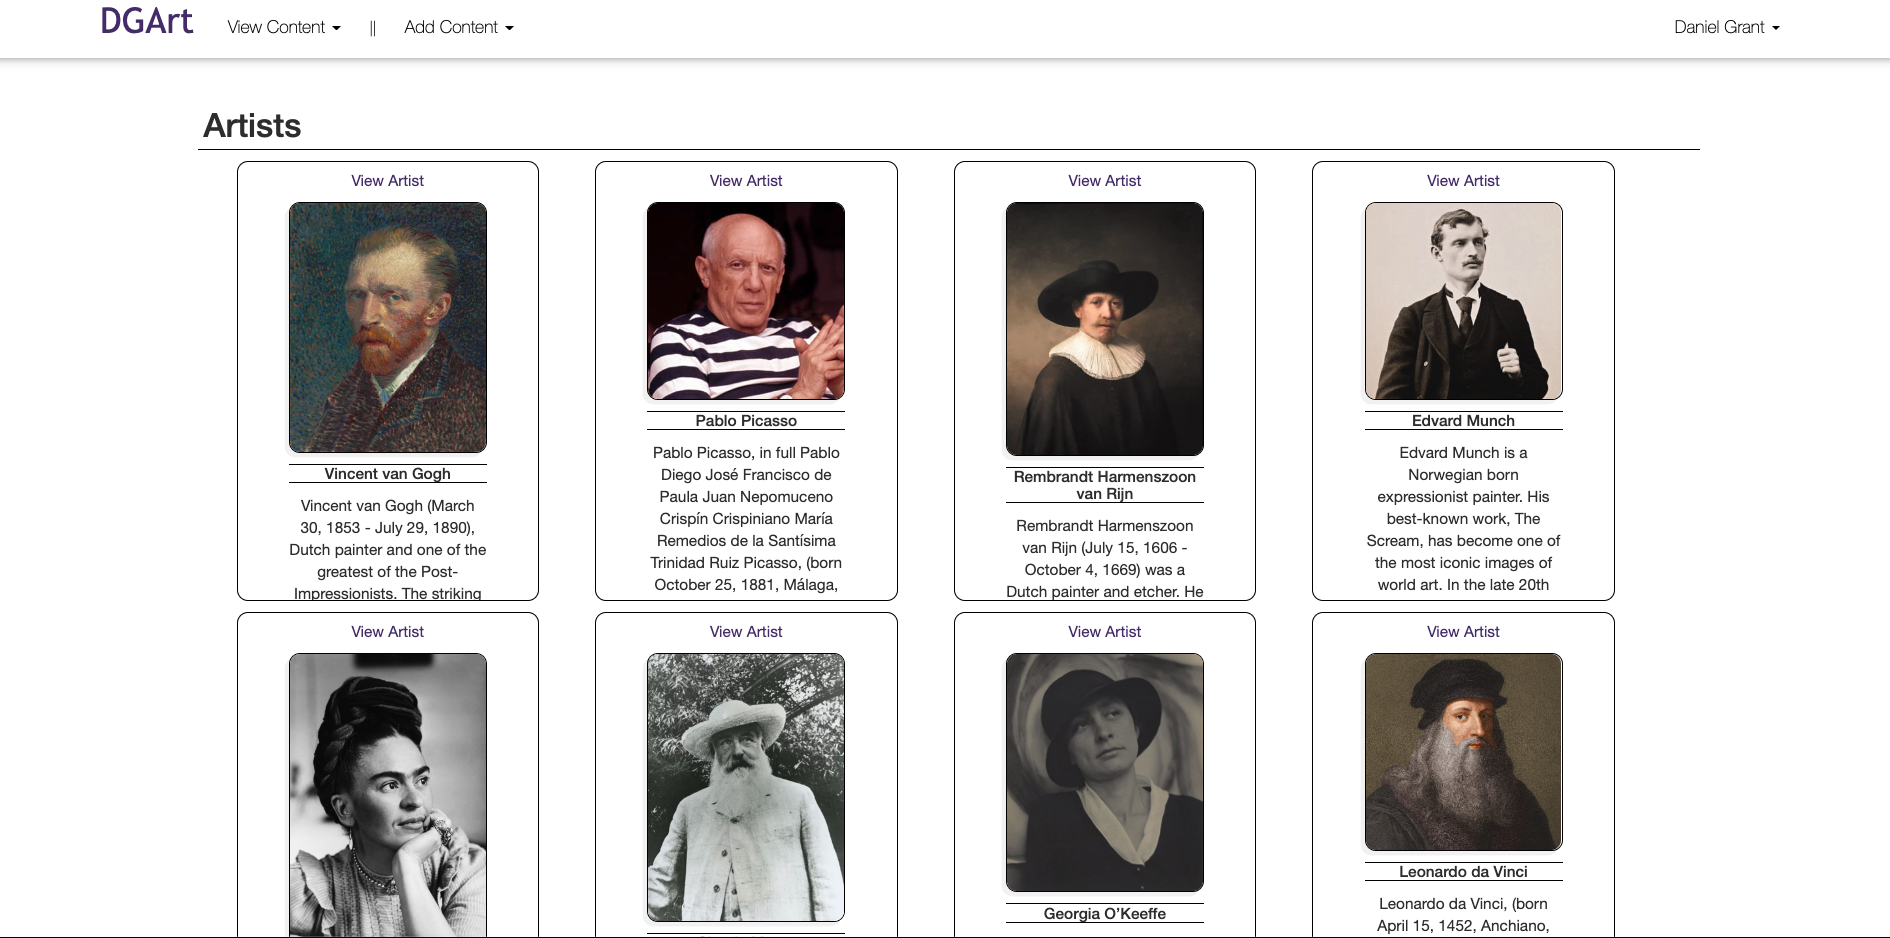 DGArt
View Content
||
Add Content
Daniel Grant
Artists
View Artist
Vincent van Gogh
Vincent van Gogh (March
30, 1853 - July 29, 1890),
Dutch painter and one of the
greatest of the Post-
Impressionists. The striking
View Artist
Pablo Picasso
Pablo Picasso, in full Pablo
Diego José Francisco de
Paula Juan Nepomuceno
Crispín Crispiniano María
Remedios de la Santísima
Trinidad Ruiz Picasso, (born
October 25, 1881, Málaga,
View Artist
Rembrandt Harmenszoon
van Rijn
Rembrandt Harmenszoon
van Rijn (July 15, 1606 -
October 4, 1669) was a
Dutch painter and etcher. He
View Artist
Edvard Munch
Edvard Munch is a
Norwegian born
expressionist painter. His
best-known work, The
Scream, has become one of
the most iconic images of
world art. In the late 20th
View Artist
View Artist
View Artist
Georgia O’Keeffe
View Artist
Leonardo da Vinci
Leonardo da Vinci, (born
April 15, 1452, Anchiano,